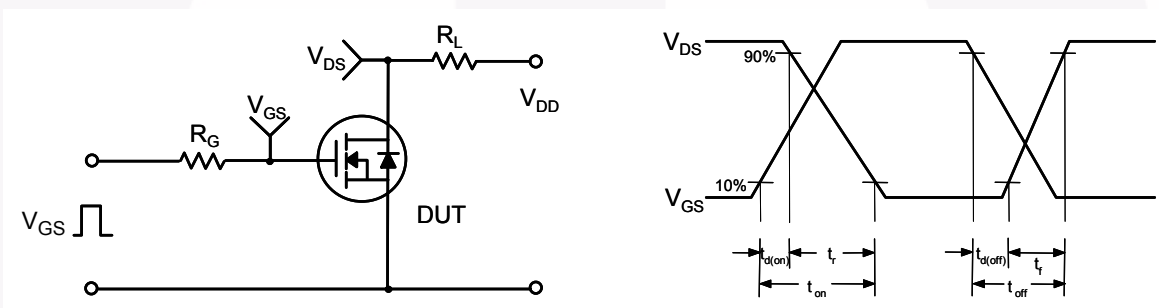 R_L
V_DS
V_DD
V_GS
R_G
V_GS
DUT
V_DS
90%
10%
V_GS
t_d(on)
t_r
t_on
t_d(off)
t_f
t_off